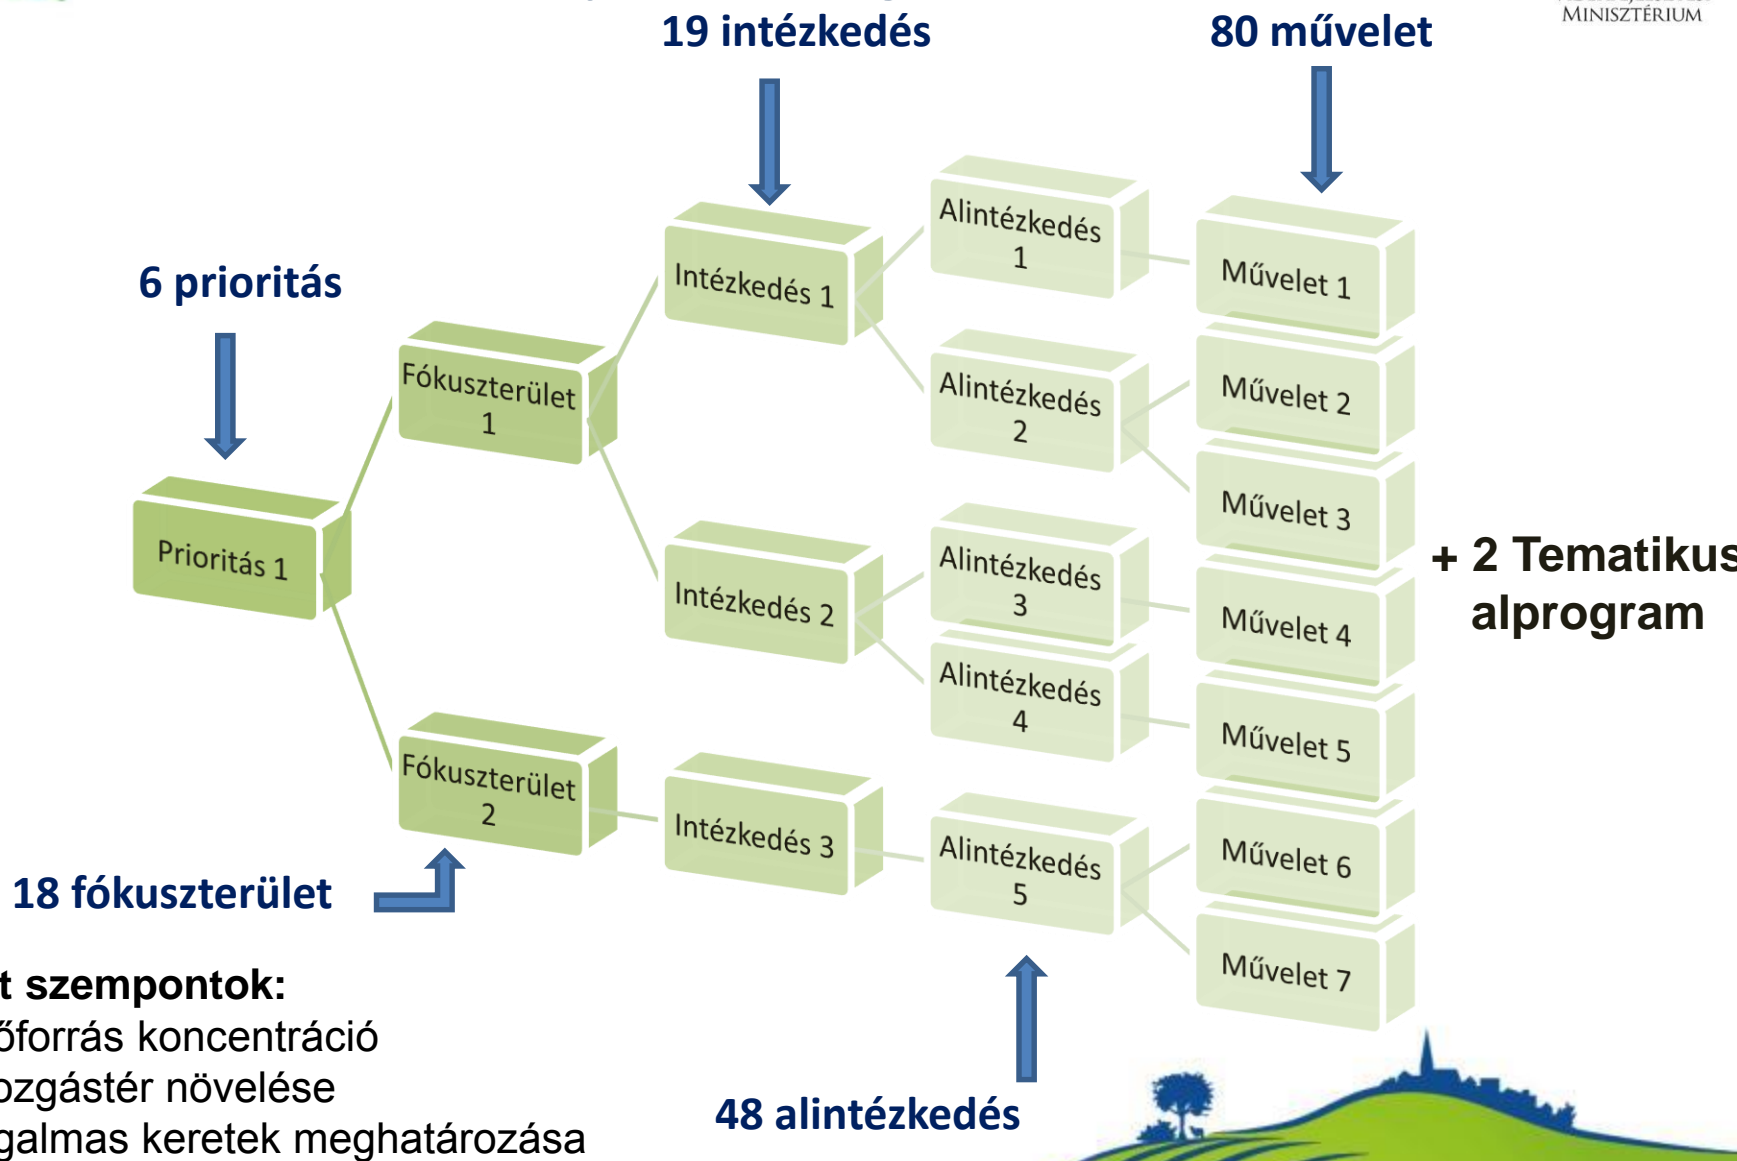 MINISZTÉRIUM
19 intézkedés
80 művelet
6 prioritás
Prioritás 1
Fókuszterület
1
Fókuszterület
2
18 fókuszterület
Intézkedés 1
Intézkedés 2
Intézkedés 3
Alintézkedés
1
Alintézkedés
2
Alintézkedés
3
Alintézkedés
4
Alintézkedés
5
48 alintézkedés
Művelet 1
Művelet 2
Művelet 3
Művelet 4
Művelet 5
Művelet 6
Művelet 7
+ 2 Tematikus
alprogram
t szempontok:
őforrás koncentráció
ozgástér növelése
galmas keretek meghatározása